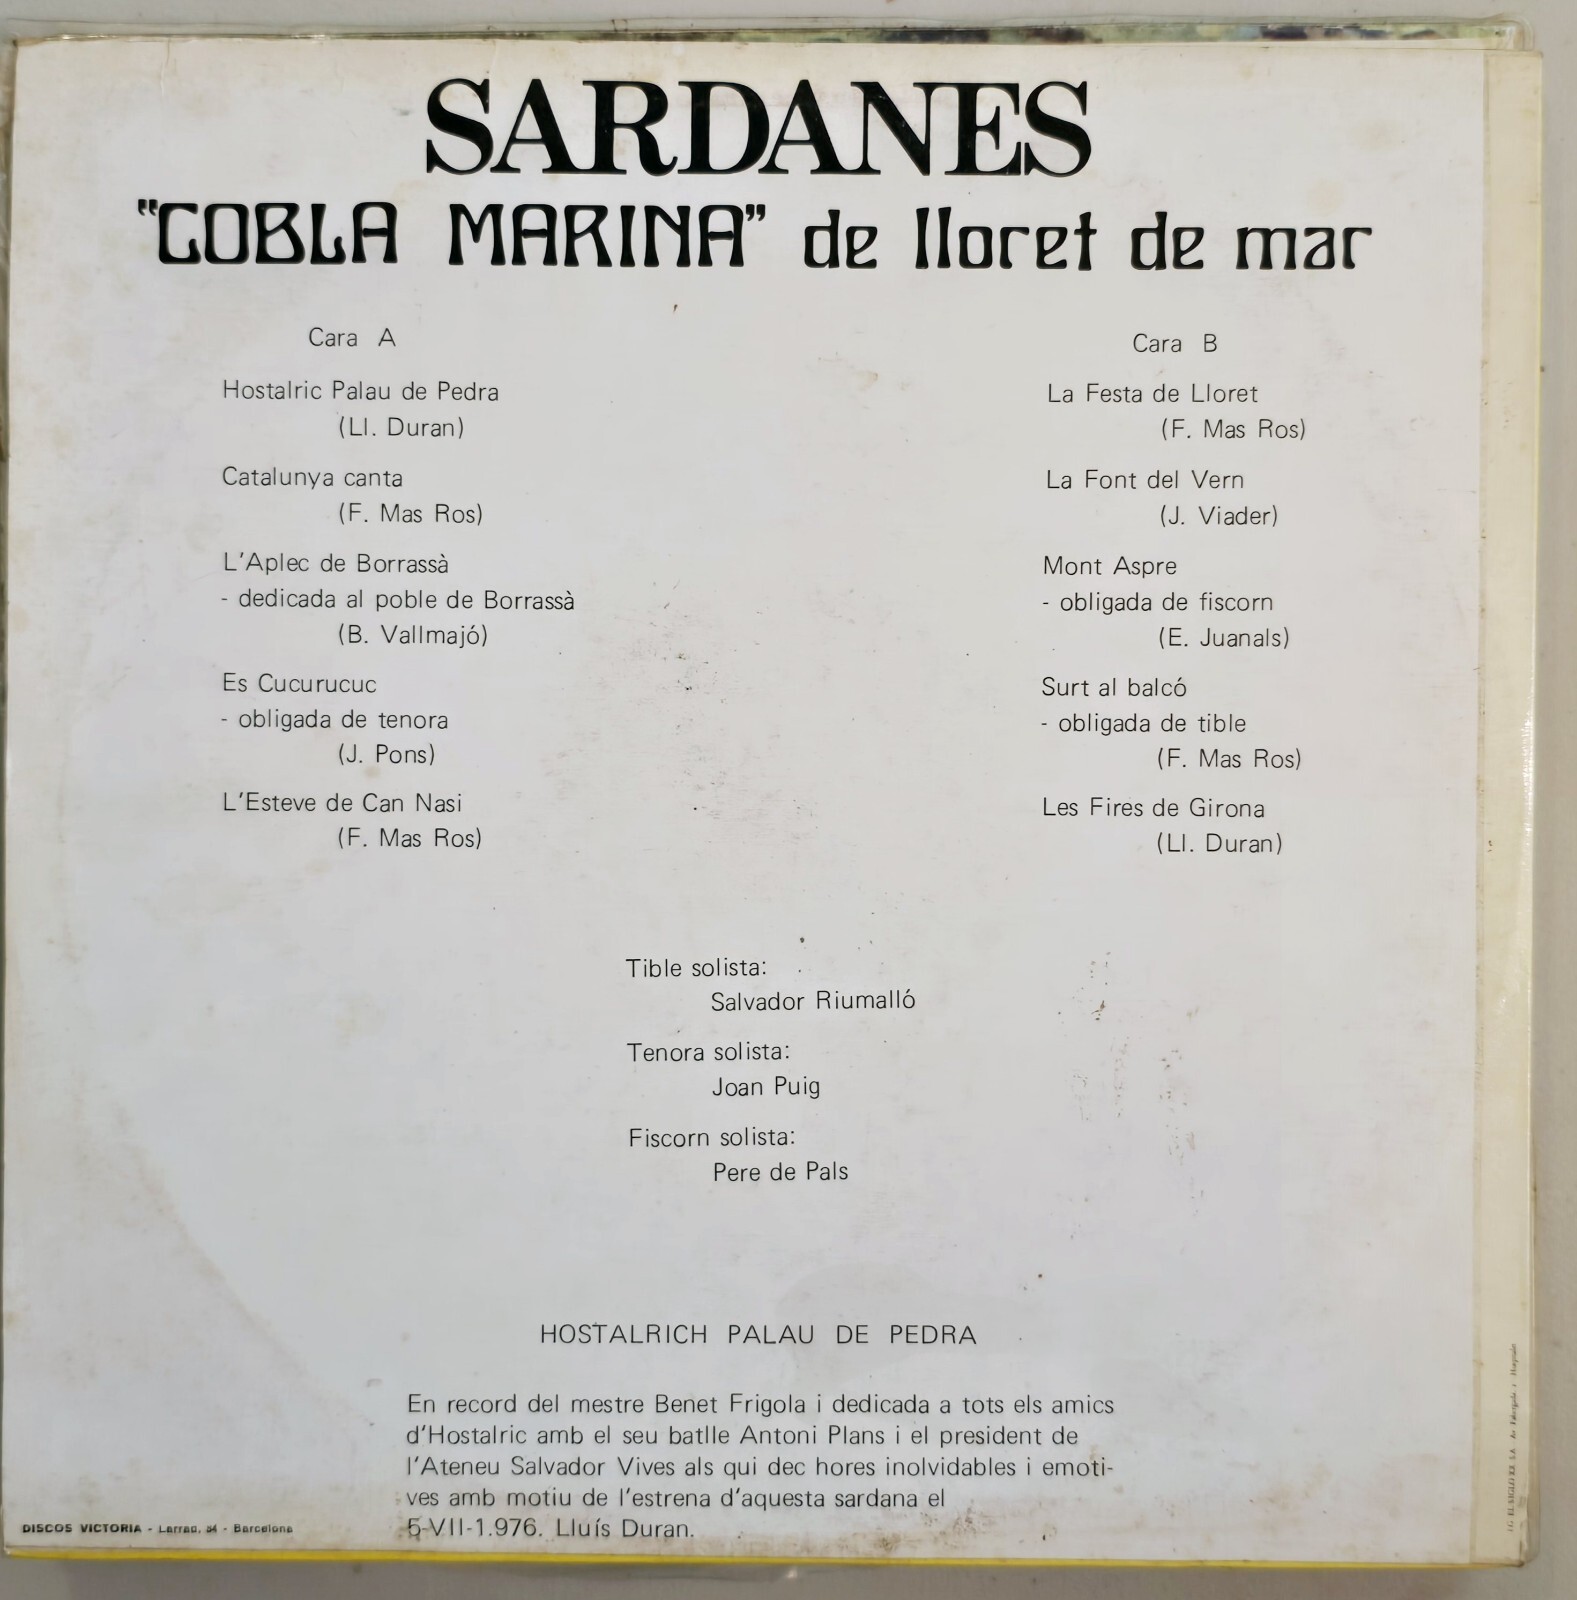 SARDANES
"COBLA MARINA" de lloret de mar
Cara A
Hostalric Palau de Pedra
(Ll. Duran)
Catalunya canta
(F. Mas Ros)
L'Aplec de Borrassà
- dedicada al poble de Borrassà
(B. Vallmajó)
Es Cucurucuc
- obligada de tenora
(J. Pons)
L'Esteve de Can Nasi
(F. Mas Ros)
Cara B
La Festa de Lloret
(F. Mas Ros)
La Font del Vern
(J. Viader)
Mont Aspre
- obligada de fiscorn
(E. Juanals)
Surt al balcó
- obligada de tible
(F. Mas Ros)
Les Fires de Girona
(Ll. Duran)
Tible solista:
Salvador Riumalló
Tenora solista:
Joan Puig
Fiscorn solista:
Pere de Pals
HOSTALRICH PALAU DE PEDRA
En record del mestre Benet Frigola i dedicada a tots els amics
d'Hostalric amb el seu batlle Antoni Plans i el president de
l'Ateneu Salvador Vives als qui dec hores inolvidables i emoti-
ves amb motiu de l'estrena d'aquesta sardana el
5-VII-1.976. Lluís Duran.
DISCOS VICTORIA - Larrad, - Barcelona